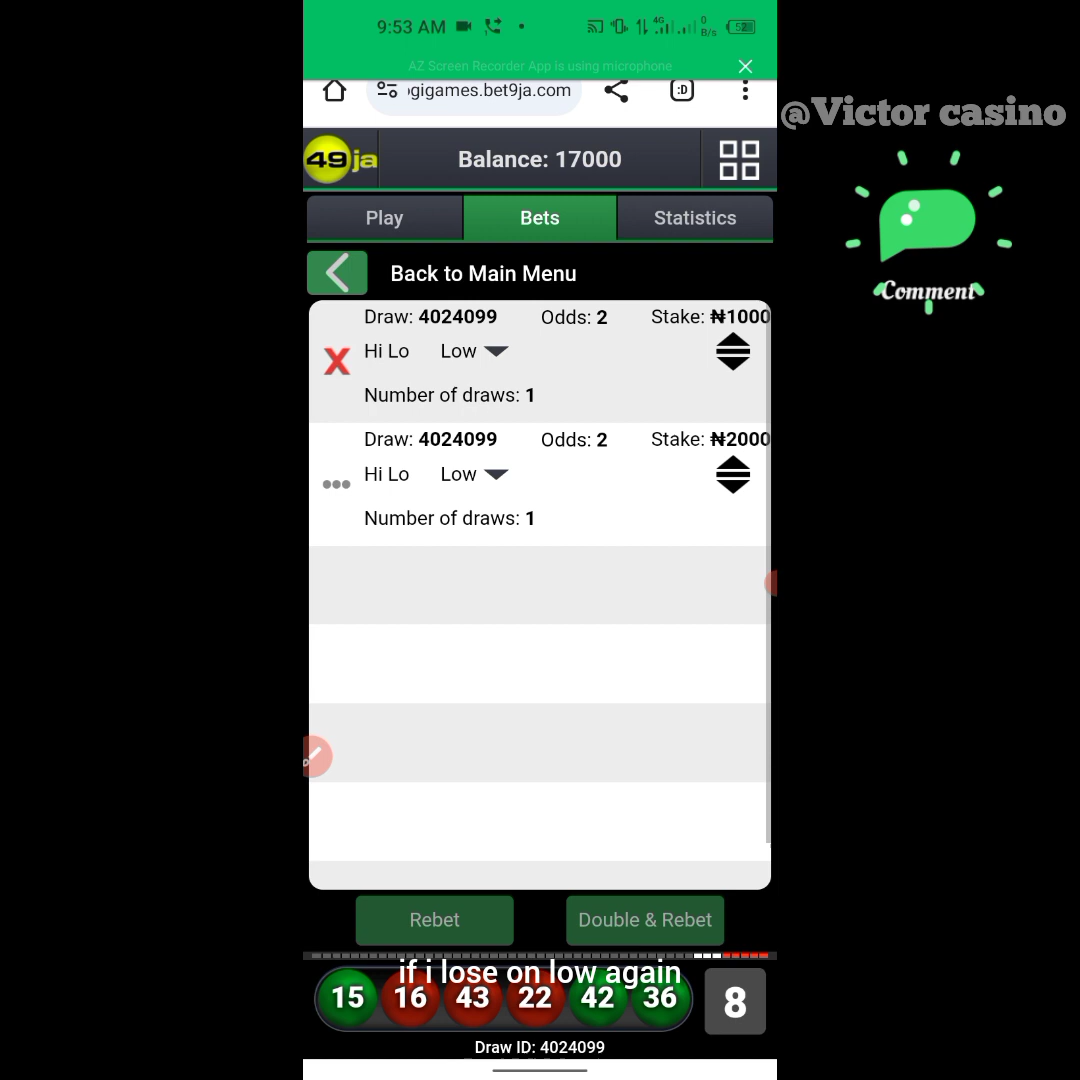 9:53 AM
4G
0
B/s
52
AZ Screen Recorder App is using microphone
gigames.bet9ja.com
:D
@Victor casino
49ja
Balance: 17000
Play
Bets
Statistics
Comment
Back to Main Menu
Draw: 4024099 Odds: 2 Stake: ₦1000
X
Hi Lo Low
Number of draws: 1
Draw: 4024099 Odds: 2 Stake: ₦2000
Hi Lo Low
Number of draws: 1
Rebet
Double & Rebet
if i lose on low again
15 16 43 22 42 36 8
Draw ID: 4024099